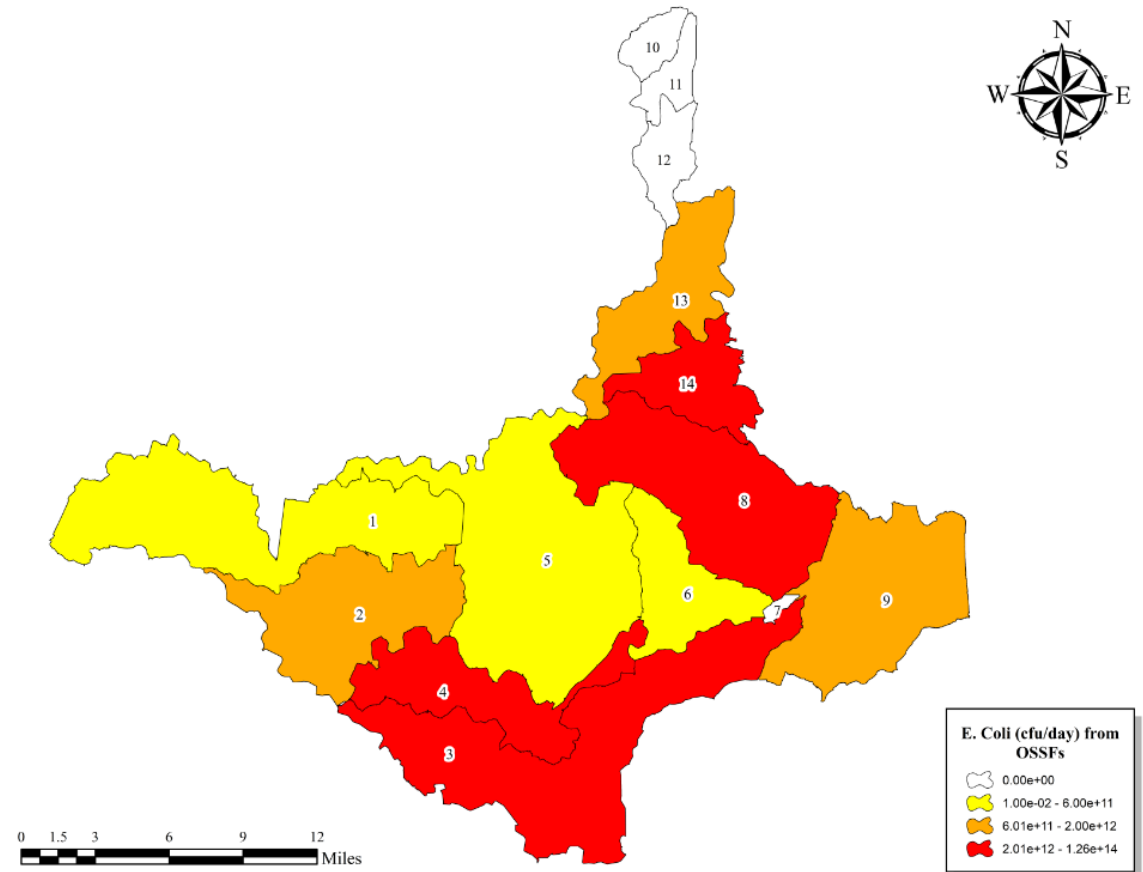 N
W E
S
10
11
12
13
14
8
1
5
6
7
9
2
4
3
E. Coli (cfu/day) from
OSSFs
0.00e+00
1.00e-02 - 6.00e+11
6.01e+11 - 2.00e+12
2.01e+12 - 1.26e+14
0 1.5 3 6 9 12
Miles